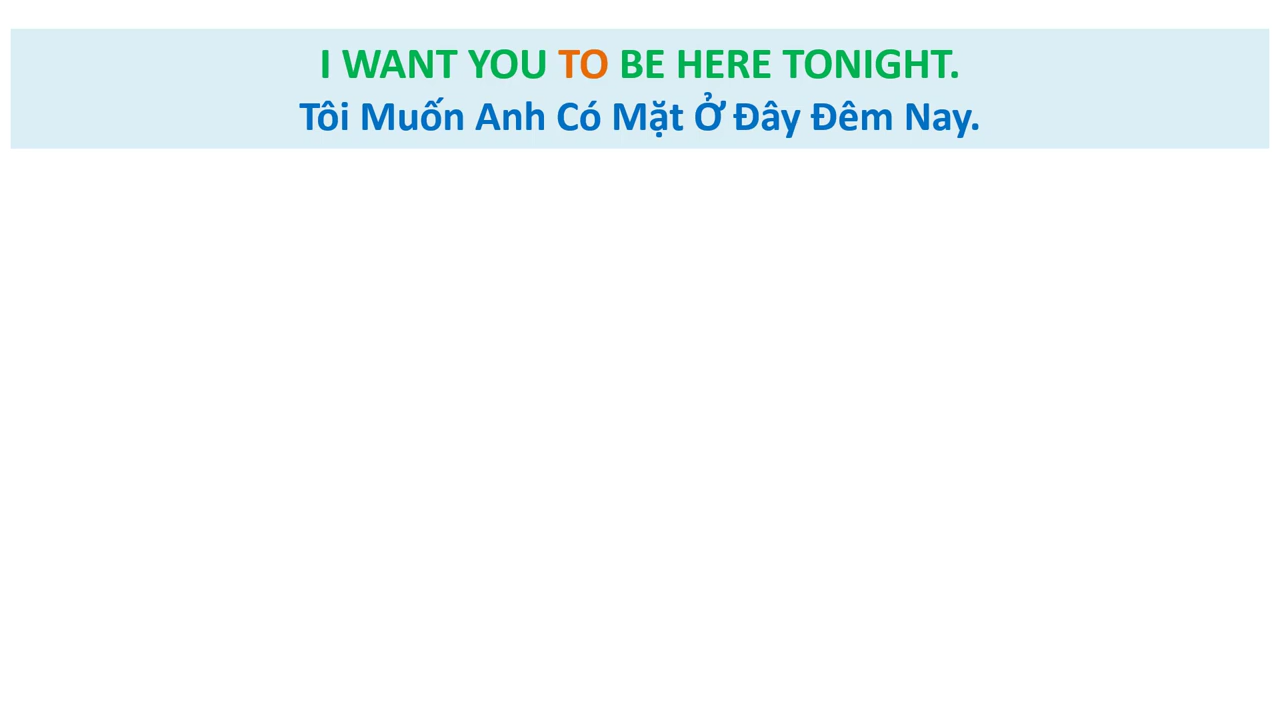 I WANT YOU TO BE HERE TONIGHT.
Tôi Muốn Anh Có Mặt Ở Đây Đêm Nay.